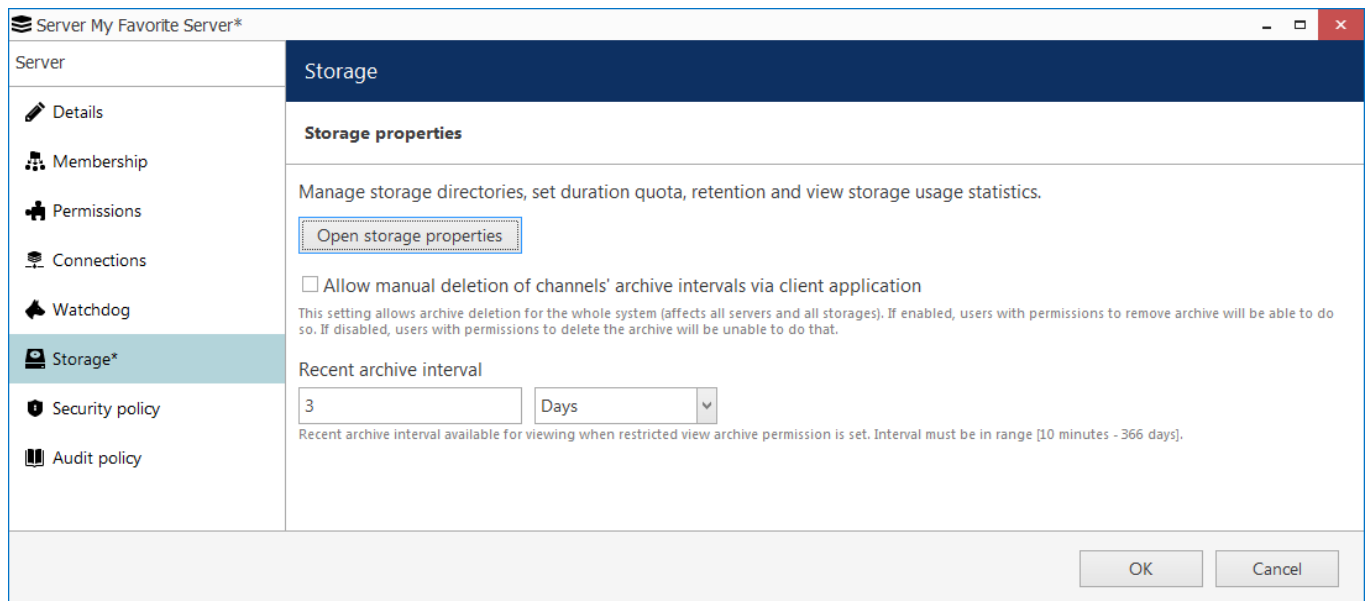 Server My Favorite Server*
Server
Storage
Details
Membership
Permissions
Connections
Watchdog
Storage*
Security policy
Audit policy
Storage properties
Manage storage directories, set duration quota, retention and view storage usage statistics.
Open storage properties
Allow manual deletion of channels' archive intervals via client application
This setting allows archive deletion for the whole system (affects all servers and all storages). If enabled, users with permissions to remove archive will be able to do
so. If disabled, users with permissions to delete the archive will be unable to do that.
Recent archive interval
3 Days
Recent archive interval available for viewing when restricted view archive permission is set. Interval must be in range [10 minutes - 366 days].
OK Cancel